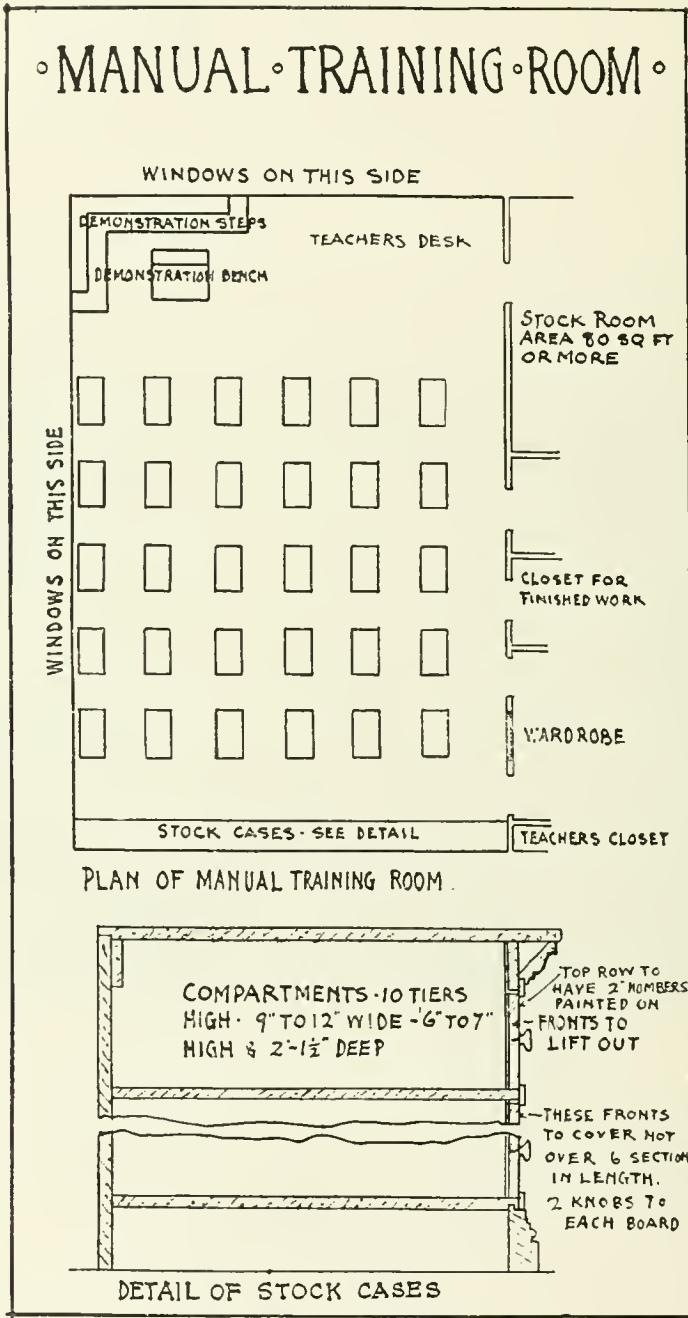 ·MANUAL·TRAINING·ROOM·
WINDOWS ON THIS SIDE
DEMONSTRATION STEPS
TEACHERS DESK
DEMONSTRATION BENCH
STOCK ROOM
AREA 80 SQ FT
OR MORE
WINDOWS ON THIS SIDE
CLOSET FOR
FINISHED WORK
WARDROBE
STOCK CASES - SEE DETAIL
TEACHERS CLOSET
PLAN OF MANUAL TRAINING ROOM.
COMPARTMENTS - 10 TIERS
HIGH - 9" TO 12" WIDE - 6" TO 7"
HIGH & 2'-1½" DEEP
TOP ROW TO
HAVE 2" NUMBERS
PAINTED ON
FRONTS TO
LIFT OUT
THESE FRONTS
TO COVER NOT
OVER 6 SECTION
IN LENGTH.
2 KNOBS TO
EACH BOARD
DETAIL OF STOCK CASES